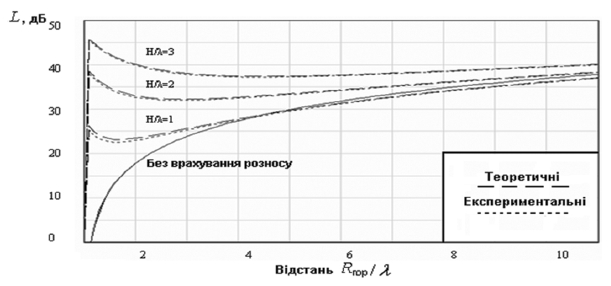 L, дБ
50
40
30
20
10
0
H/λ=3
H/λ=2
H/λ=1
Без врахування розносу
Теоретичні
Експериментальні
2 4 6 8 10
Відстань Rгор/λ